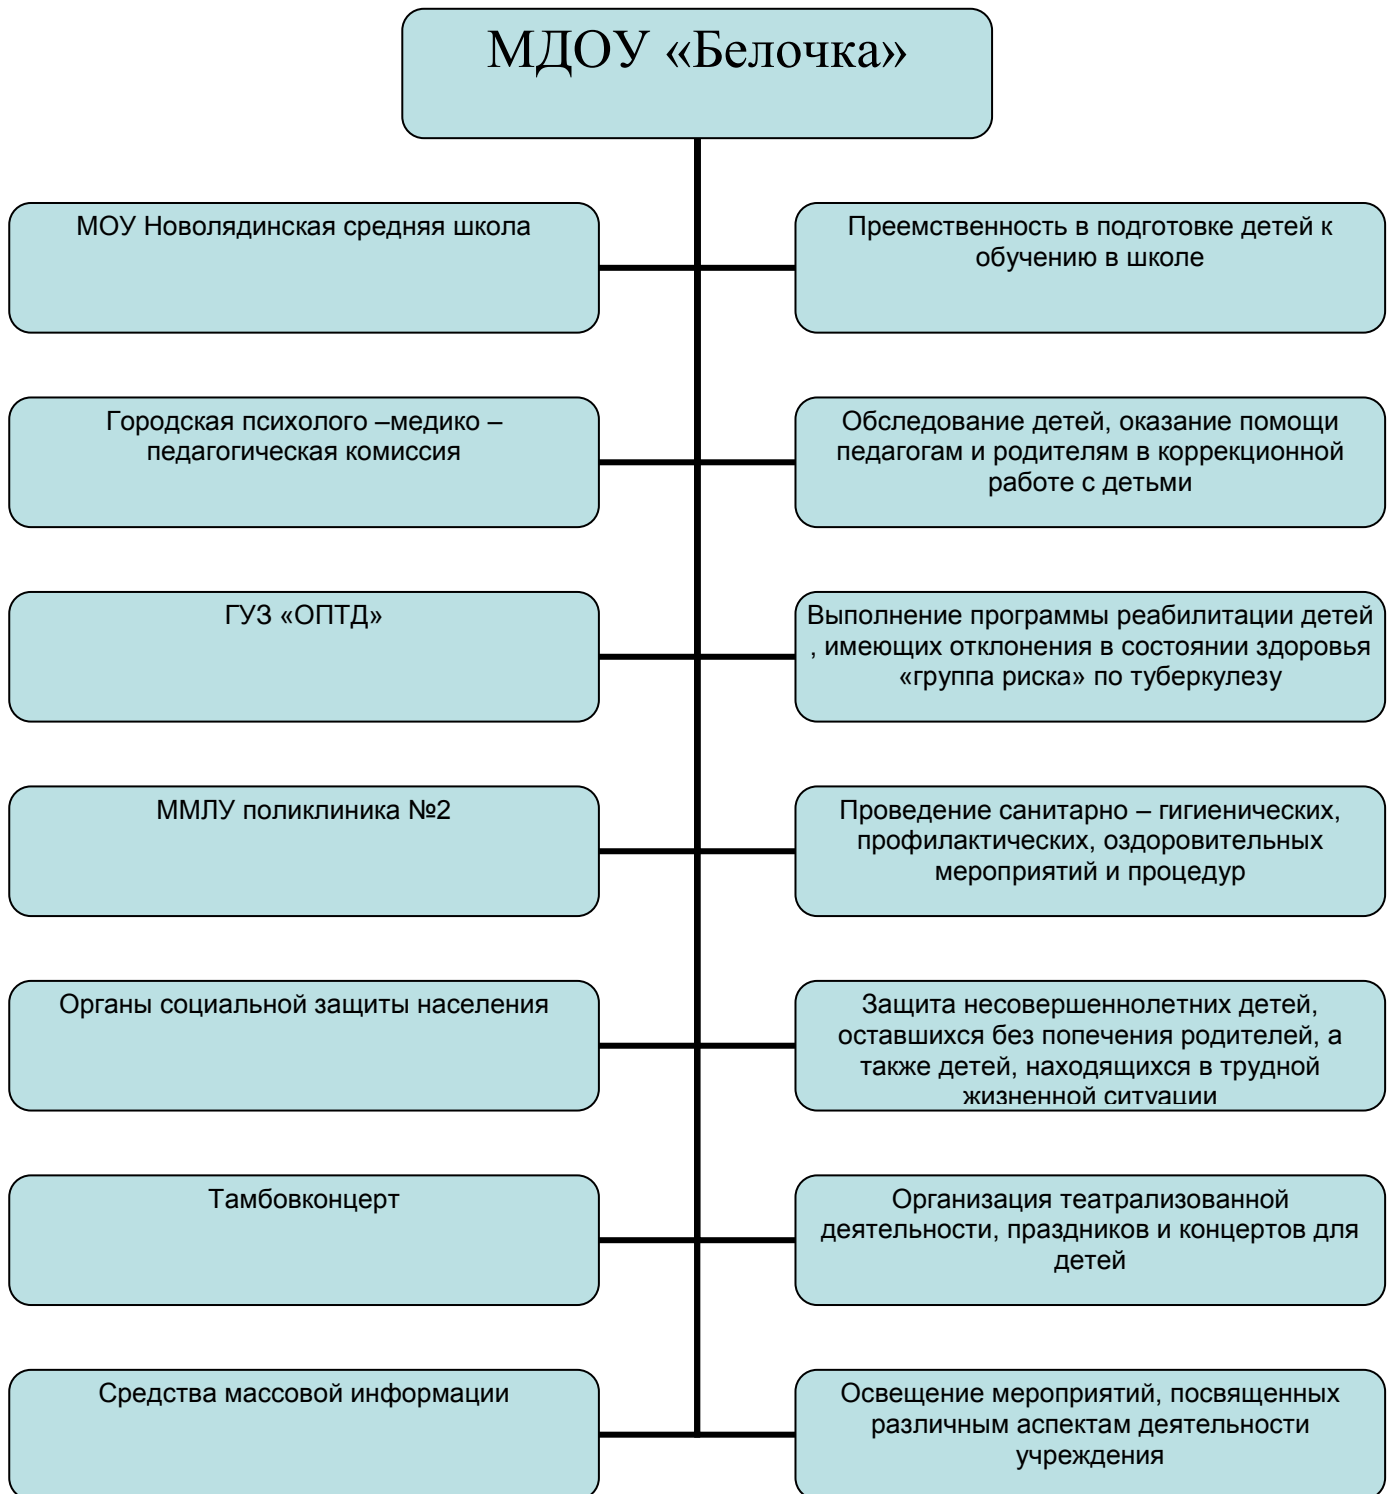 МДОУ «Белочка»
МОУ Новолядинская средняя школа
Преемственность в подготовке детей к
обучению в школе
Городская психолого –медико –
педагогическая комиссия
Обследование детей, оказание помощи
педагогам и родителям в коррекционной
работе с детьми
ГУЗ «ОПТД»
Выполнение программы реабилитации детей
, имеющих отклонения в состоянии здоровья
«группа риска» по туберкулезу
ММЛУ поликлиника №2
Проведение санитарно – гигиенических,
профилактических, оздоровительных
мероприятий и процедур
Органы социальной защиты населения
Защита несовершеннолетних детей,
оставшихся без попечения родителей, а
также детей, находящихся в трудной
жизненной ситуации
Тамбовконцерт
Организация театрализованной
деятельности, праздников и концертов для
детей
Средства массовой информации
Освещение мероприятий, посвященных
различным аспектам деятельности
учреждения